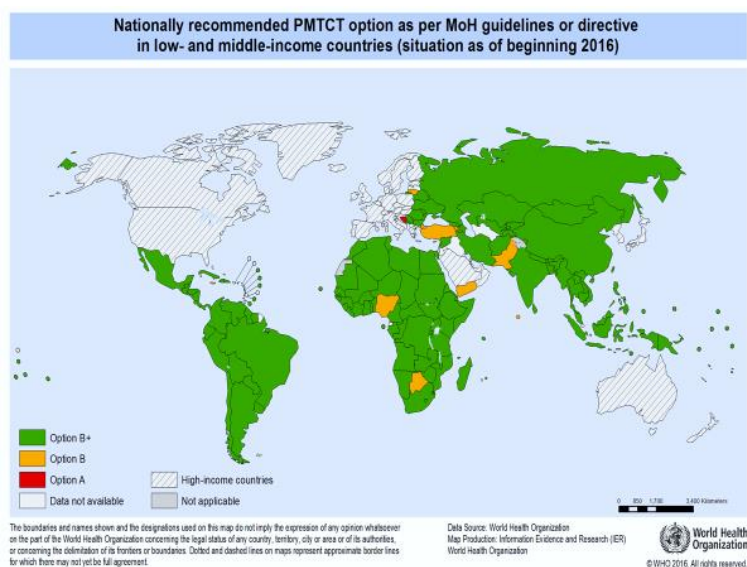 Nationally recommended PMTCT option as per MoH guidelines or directive
in low- and middle-income countries (situation as of beginning 2016)
Option B+
Option B
Option A
Data not available
High-income countries
Not applicable
0 850 1,700 3,400 Kilometers
The boundaries and names shown and the designations used on this map do not imply the expression of any opinion whatsoever
on the part of the World Health Organization concerning the legal status of any country, territory, city or area or of its authorities,
or concerning the delimitation of its frontiers or boundaries. Dotted and dashed lines on maps represent approximate border lines
for which there may not yet be full agreement.
Data Source: World Health Organization
Map Production: Information Evidence and Research (IER)
World Health Organization
World Health
Organization
© WHO 2016. All rights reserved.